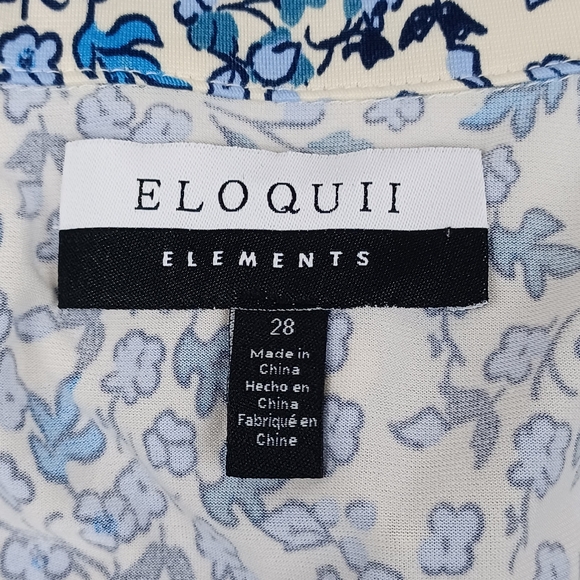 ELOQUII
ELEMENTS
28
Made in
China
Hecho en
China
Fabriqué en
Chine